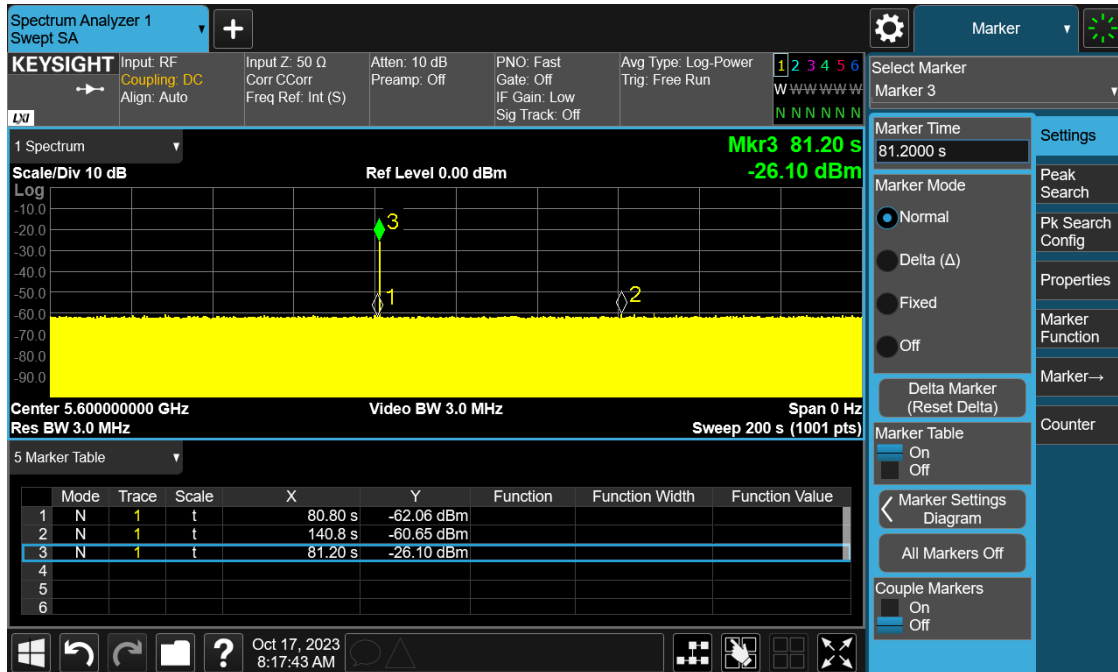 Spectrum Analyzer 1
Swept SA
+
Marker
KEYSIGHT
LXI
Input: RF
Coupling: DC
Align: Auto
Input Z: 50 Ω
Corr CCorr
Freq Ref: Int (S)
Atten: 10 dB
Preamp: Off
PNO: Fast
Gate: Off
IF Gain: Low
Sig Track: Off
Avg Type: Log-Power
Trig: Free Run
1 2 3 4 5 6
W W W W W W
N N N N N N
Select Marker
Marker 3
1 Spectrum
Mkr3 81.20 s
-26.10 dBm
Scale/Div 10 dB
Ref Level 0.00 dBm
Log
-10.0
-20.0
-30.0
-40.0
-50.0
-60.0
-70.0
-80.0
-90.0
3
1
2
Center 5.600000000 GHz
Video BW 3.0 MHz
Span 0 Hz
Res BW 3.0 MHz
Sweep 200 s (1001 pts)
5 Marker Table
Mode Trace Scale X Y Function Function Width Function Value
1 N 1 t 80.80 s -62.06 dBm
2 N 1 t 140.8 s -60.65 dBm
3 N 1 t 81.20 s -26.10 dBm
4
5
6
Marker Time
81.2000 s
Marker Mode
Normal
Delta (Δ)
Fixed
Off
Delta Marker
(Reset Delta)
Marker Table
On
Off
Marker Settings
Diagram
All Markers Off
Couple Markers
On
Off
Settings
Peak
Search
Pk Search
Config
Properties
Marker
Function
Marker→
Counter
?
Oct 17, 2023
8:17:43 AM